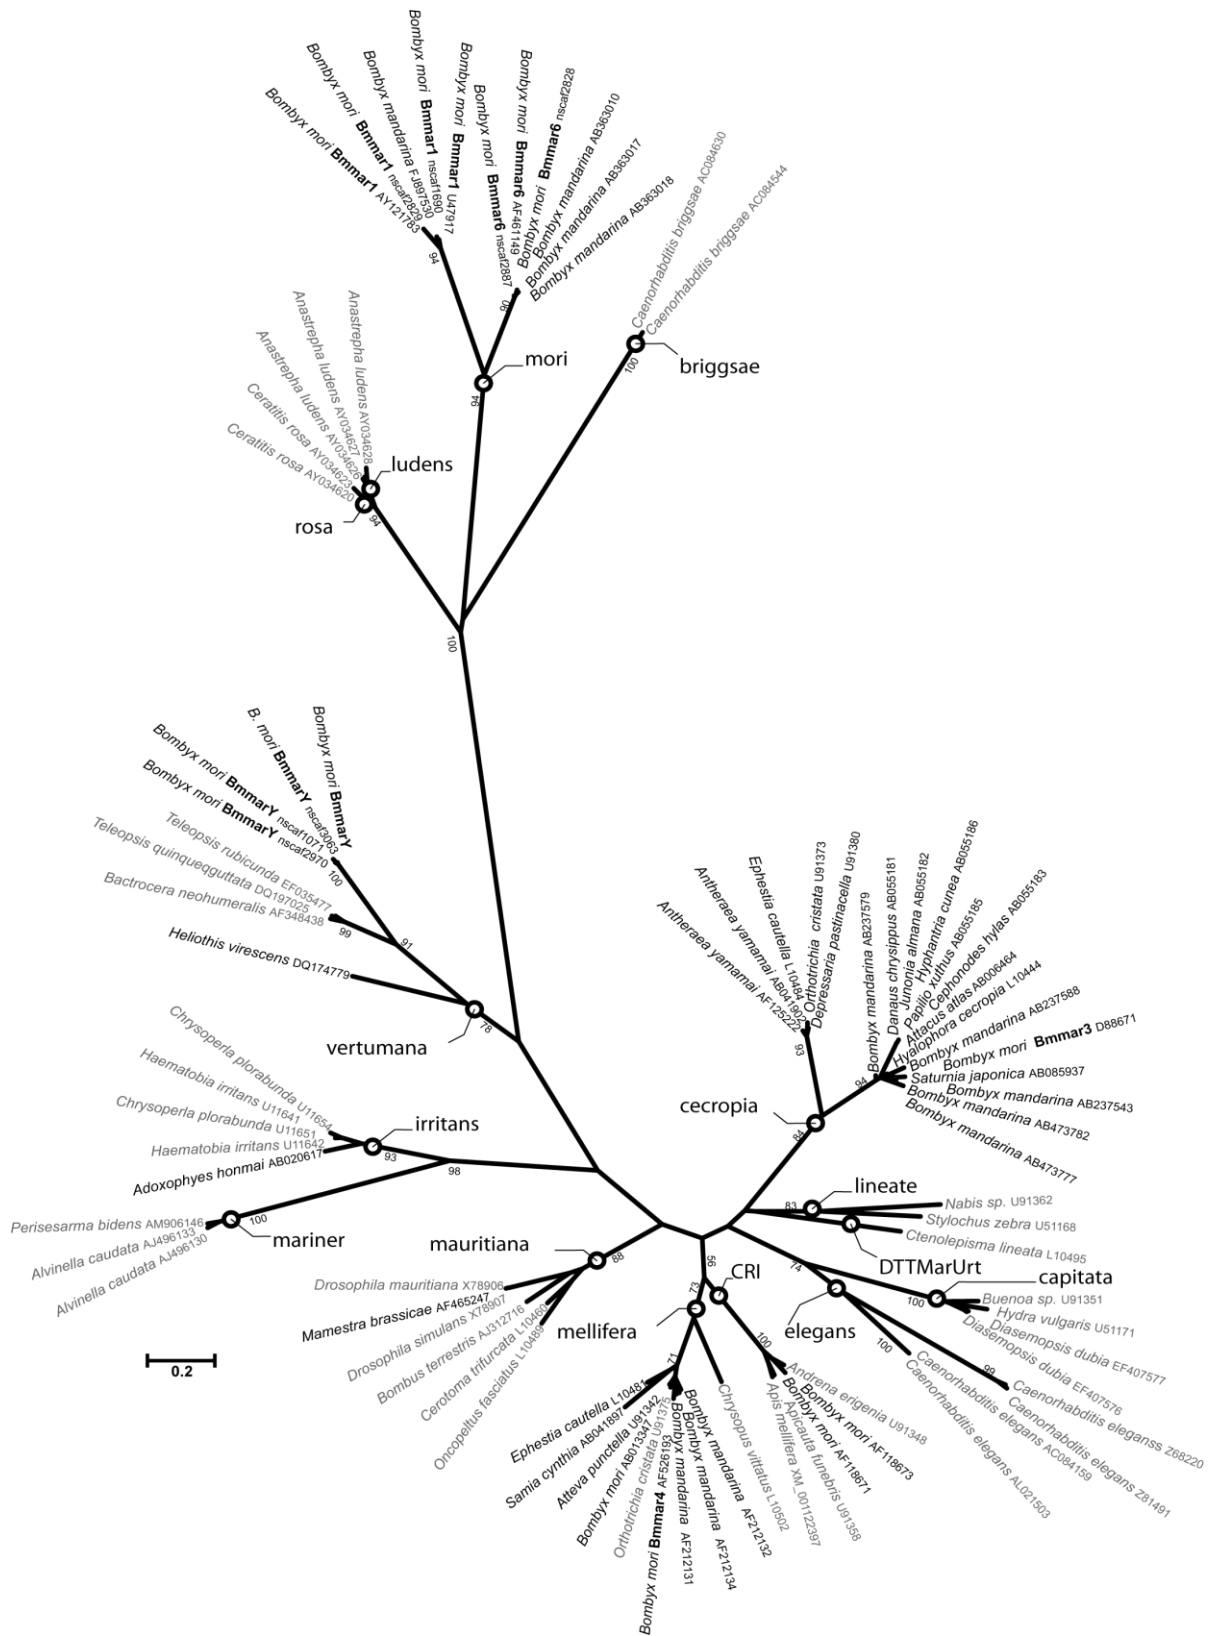 Bombyx mori Bmmar1 AY121783
Bombyx mori Bmmar1 nscaf2829
Bombyx mandarina FJ897530
Bombyx mori Bmmar1 nscaf1690
Bombyx mori Bmmar1 U47917
Bombyx mori Bmmar6 nscaf2887
Bombyx mori Bmmar6 AF461149
Bombyx mori Bmmar6 nscaf2828
Bombyx mandarina AB363010
Bombyx mandarina AB363017
Bombyx mandarina AB363018
94
90
mori
94
Caenorhabditis briggsae AC084630
Caenorhabditis briggsae AC084544
100
briggsae
Anastrepha ludens AY034628
Anastrepha ludens AY034627
Anastrepha ludens AY034626
Ceratitis rosa AY034623
Ceratitis rosa AY034620
ludens
rosa
94
100
Bombyx mori BmmarY
B. mori BmmarY nscaf3063
Bombyx mori BmmarY nscaf1071
Bombyx mori BmmarY nscaf2970
100
Teleopsis rubicunda EF035477
Teleopsis quinqueqguttata DQ197025
Bactrocera neohumeralis AF348438
99
91
Heliothis virescens DQ174779
78
vertumana
Chrysoperla plorabunda U11654
Haematobia irritans U11641
Chrysoperla plorabunda U11651
Haematobia irritans U11642
Adoxophyes honmai AB020617
irritans
93
98
Perisesarma bidens AM906146
Alvinella caudata AJ496133
Alvinella caudata AJ496130
100
mariner
mauritiana
88
Drosophila mauritiana X78906
Mamestra brassicae AF465247
Drosophila simulans X78907
Bombus terrestris AJ312716
Cerotoma trifurcata L10460
Oncopeltus fasciatus L10489
0.2
56
73
CRI
mellifera
71
Ephestia cautella L10481
Samia cynthia AB041897
Atteva punctella U91342
Bombyx mori AB013347
Orthotrichia cristata U91375
Bombyx mori Bmmar4 AF526193
Bombyx mandarina AF212131
Bombyx mandarina AF212134
Bombyx mandarina AF212132
Chrysopus vittatus L10502
100
Andrena erigenia U91348
Bombyx mori AF118673
Bombyx mori AF118671
Apicauta funebris U91358
Apis mellifera XM_001122397
Antheraea yamamai AF125222
Antheraea yamamai AB041902
Ephestia cautella L10484
Orthotrichia cristata U91373
Depressaria pastinacella U91380
93
Bombyx mandarina AB237579
Danaus chrysippus AB055181
Junonia almana AB055182
Hyphantria cunea AB055186
Papilio xuthus AB055185
Cephonodes hylas AB055183
Attacus atlas AB006464
Hyalophora cecropia L10444
Bombyx mandarina AB237588
Bombyx mori Bmmar3 D88671
Saturnia japonica AB085937
Bombyx mandarina AB237543
Bombyx mandarina AB473782
Bombyx mandarina AB473777
94
cecropia
84
83
lineate
Nabis sp. U91362
Stylochus zebra U51168
Ctenolepisma lineata L10495
DTTMarUrt
74
capitata
100
Buenoa sp. U91351
Hydra vulgaris U51171
Diasemopsis dubia EF407577
Diasemopsis dubia EF407576
elegans
100
99
Caenorhabditis eleganss Z68220
Caenorhabditis elegans Z81491
Caenorhabditis elegans AC084159
Caenorhabditis elegans AL021503